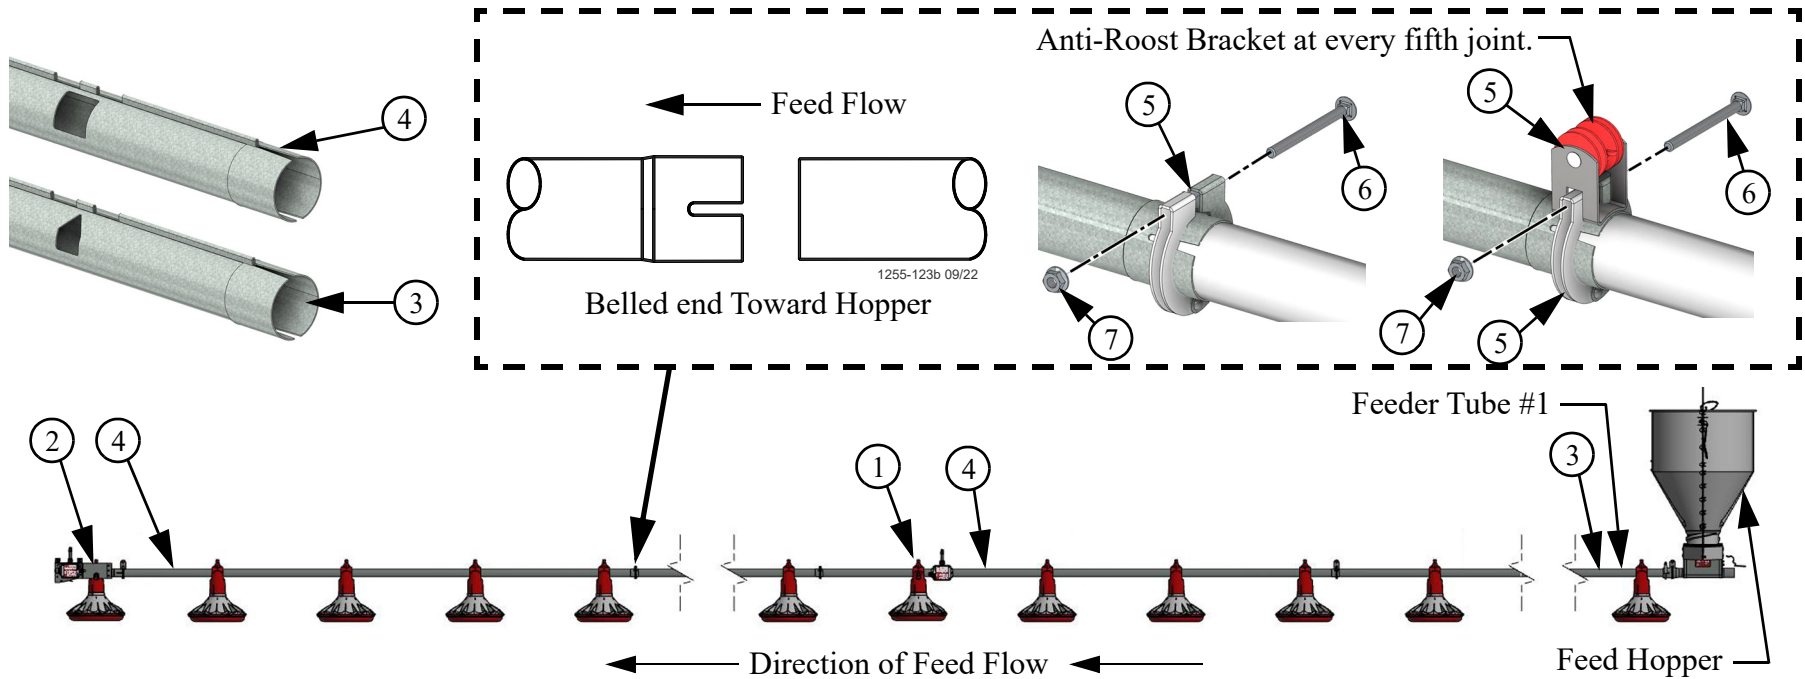 Anti-Roost Bracket at every fifth joint.
4
3
Feed Flow
1255-123b 09/22
Belled end Toward Hopper
5
6
7
5
6
7
5
Feeder Tube #1
2
4
1
4
3
Direction of Feed Flow
Feed Hopper